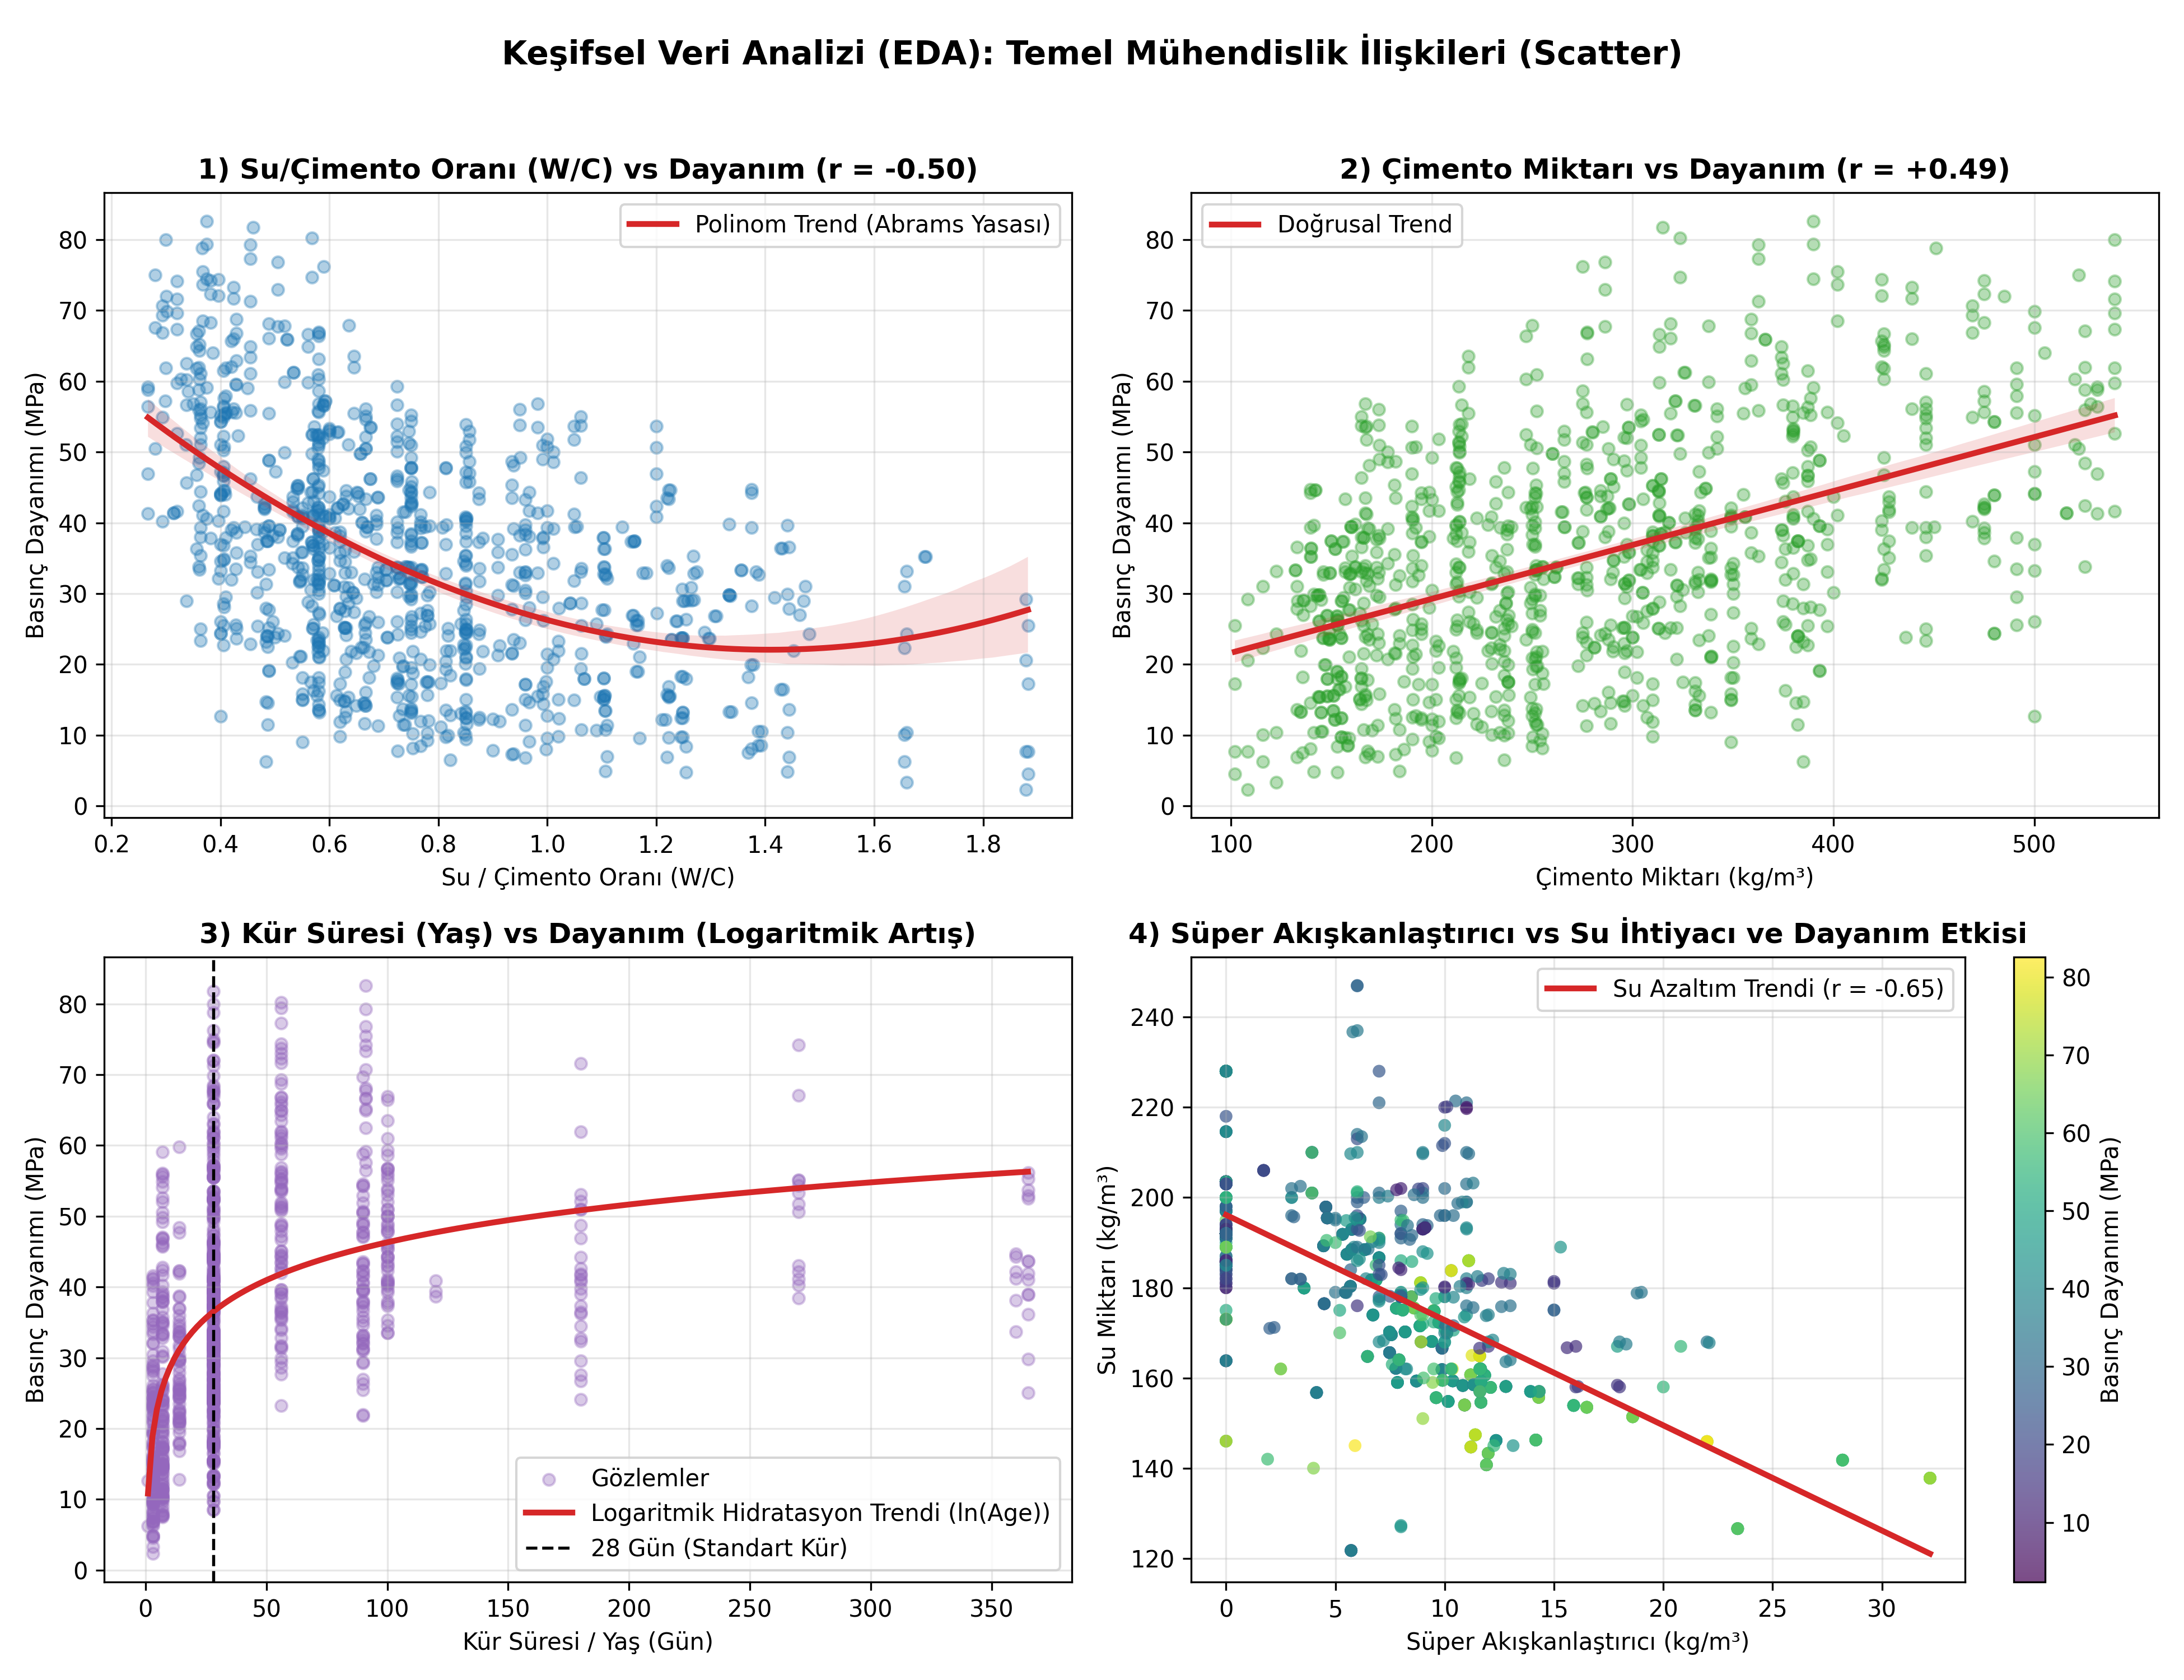 Keşifsel Veri Analizi (EDA): Temel Mühendislik İlişkileri (Scatter)
1) Su/Çimento Oranı (W/C) vs Dayanım (r = -0.50)
Polinom Trend (Abrams Yasası)
Basınç Dayanımı (MPa)
80
70
60
50
40
30
20
10
0
0.2 0.4 0.6 0.8 1.0 1.2 1.4 1.6 1.8
Su / Çimento Oranı (W/C)
2) Çimento Miktarı vs Dayanım (r = +0.49)
Doğrusal Trend
Basınç Dayanımı (MPa)
80
70
60
50
40
30
20
10
0
100 200 300 400 500
Çimento Miktarı (kg/m³)
3) Kür Süresi (Yaş) vs Dayanım (Logaritmik Artış)
Basınç Dayanımı (MPa)
80
70
60
50
40
30
20
10
0
Gözlemler
Logaritmik Hidratasyon Trendi (ln(Age))
28 Gün (Standart Kür)
0 50 100 150 200 250 300 350
Kür Süresi / Yaş (Gün)
4) Süper Akışkanlaştırıcı vs Su İhtiyacı ve Dayanım Etkisi
Su Azaltım Trendi (r = -0.65)
Su Miktarı (kg/m³)
240
220
200
180
160
140
120
0 5 10 15 20 25 30
Süper Akışkanlaştırıcı (kg/m³)
80
70
60
50
40
30
20
10
Basınç Dayanımı (MPa)